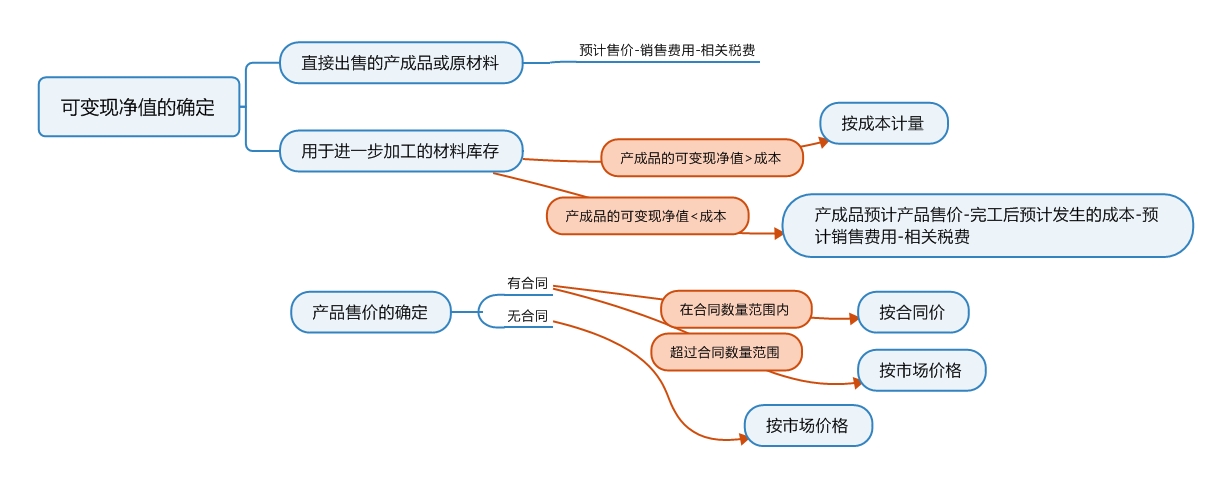 可变现净值的确定
直接出售的产成品或原材料
预计售价-销售费用-相关税费
用于进一步加工的材料库存
产成品的可变现净值>成本
按成本计量
产成品的可变现净值<成本
产成品预计产品售价-完工后预计发生的成本-预
计销售费用-相关税费
产品售价的确定
有合同
在合同数量范围内
按合同价
超过合同数量范围
按市场价格
无合同
按市场价格